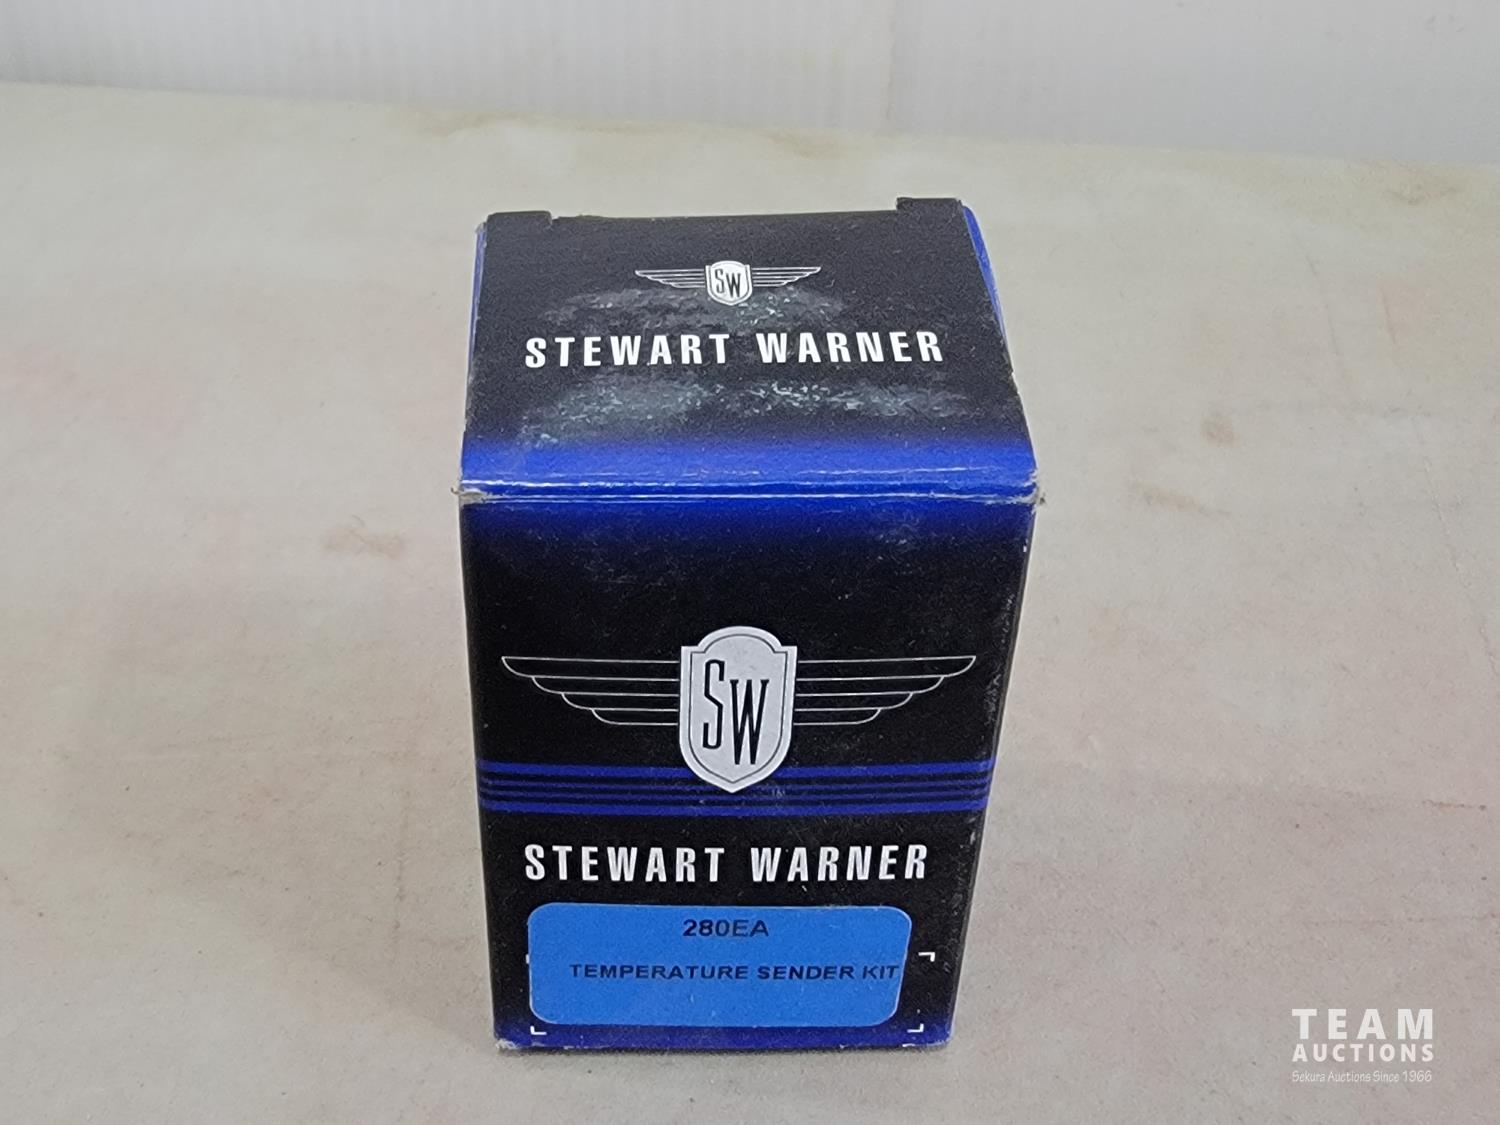 SW
STEWART WARNER
SW
STEWART WARNER
280EA
TEMPERATURE SENDER KIT
TEAM
AUCTIONS
Sekura Auctions Since 1966